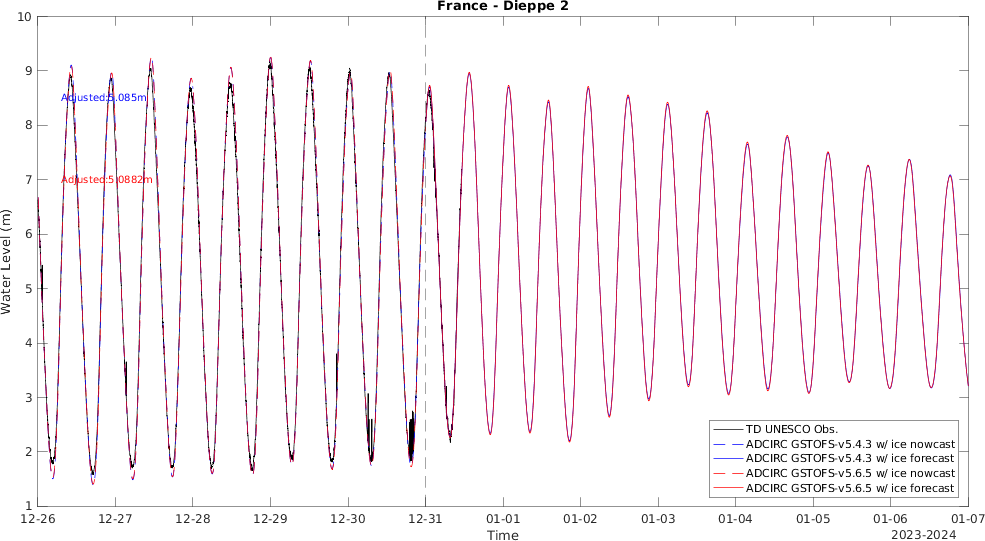 France - Dieppe 2
10
9
8
7
6
5
4
3
2
1
Water Level (m)
Adjusted:5.085m
Adjusted:5.0882m
TD UNESCO Obs.
ADCIRC GSTOFS-v5.4.3 w/ ice nowcast
ADCIRC GSTOFS-v5.4.3 w/ ice forecast
ADCIRC GSTOFS-v5.6.5 w/ ice nowcast
ADCIRC GSTOFS-v5.6.5 w/ ice forecast
12-26 12-27 12-28 12-29 12-30 12-31 01-01 01-02 01-03 01-04 01-05 01-06 01-07
Time
2023-2024